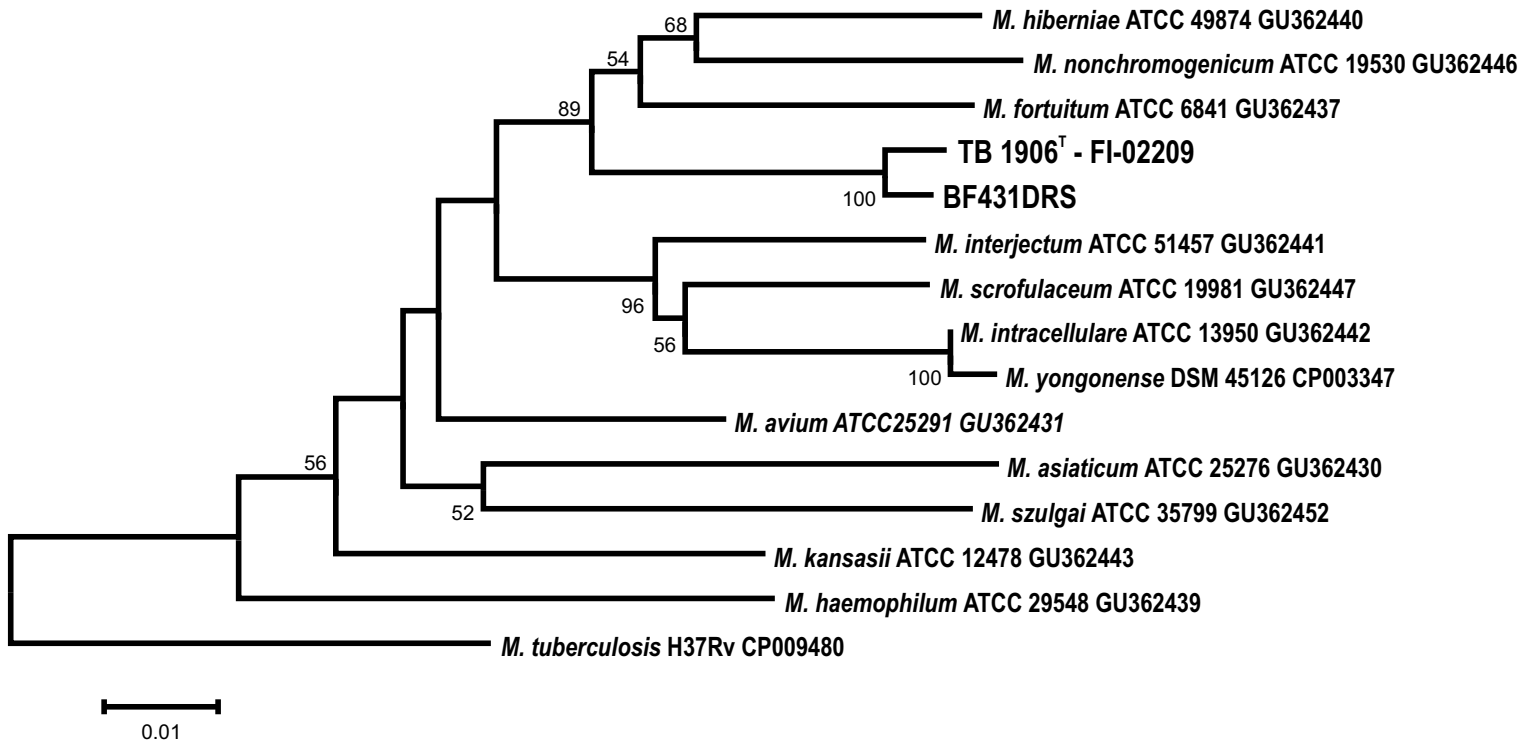 68 M. hiberniae ATCC 49874 GU362440
54 M. nonchromogenicum ATCC 19530 GU362446
89 M. fortuitum ATCC 6841 GU362437
TB 1906ᵀ - FI-02209
100 BF431DRS
M. interjectum ATCC 51457 GU362441
M. scrofulaceum ATCC 19981 GU362447
96
M. intracellulare ATCC 13950 GU362442
56
100 M. yongonense DSM 45126 CP003347
M. avium ATCC25291 GU362431
56 M. asiaticum ATCC 25276 GU362430
52 M. szulgai ATCC 35799 GU362452
M. kansasii ATCC 12478 GU362443
M. haemophilum ATCC 29548 GU362439
M. tuberculosis H37Rv CP009480
0.01